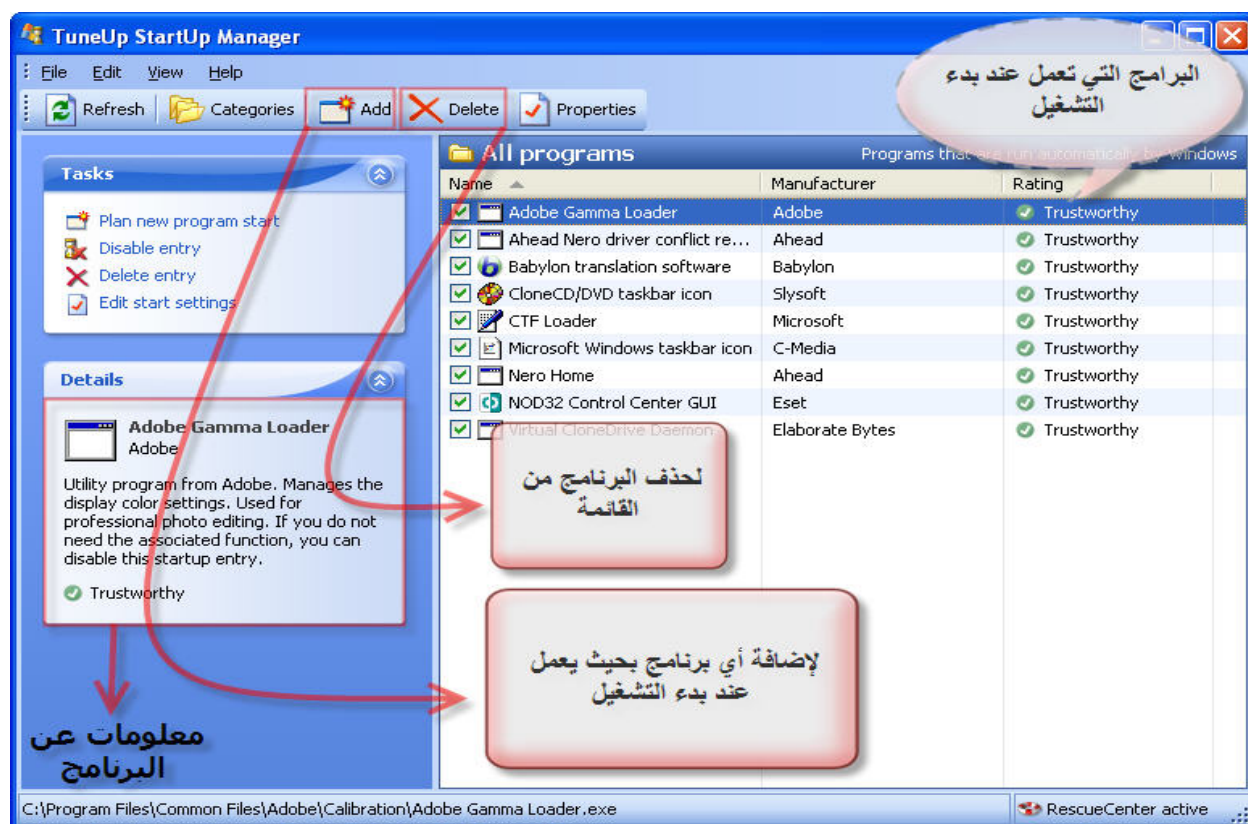 TuneUp StartUp Manager
File Edit View Help
Refresh Categories Add Delete Properties
البرامج التي تعمل عند بدء
التشغيل
Tasks
Plan new program start
Disable entry
Delete entry
Edit start settings
Details
Adobe Gamma Loader
Adobe
Utility program from Adobe. Manages the
display color settings. Used for
professional photo editing. If you do not
need the associated function, you can
disable this startup entry.
Trustworthy
معلومات عن
البرنامج
All programs Programs that are run automatically by Windows
Name Manufacturer Rating
Adobe Gamma Loader Adobe Trustworthy
Ahead Nero driver conflict re... Ahead Trustworthy
Babylon translation software Babylon Trustworthy
CloneCD/DVD taskbar icon Slysoft Trustworthy
CTF Loader Microsoft Trustworthy
Microsoft Windows taskbar icon C-Media Trustworthy
Nero Home Ahead Trustworthy
NOD32 Control Center GUI Eset Trustworthy
Virtual CloneDrive Daemon Elaborate Bytes Trustworthy
لحذف البرنامج من
القائمة
لإضافة أي برنامج بحيث يعمل
عند بدء التشغيل
C:\Program Files\Common Files\Adobe\Calibration\Adobe Gamma Loader.exe RescueCenter active